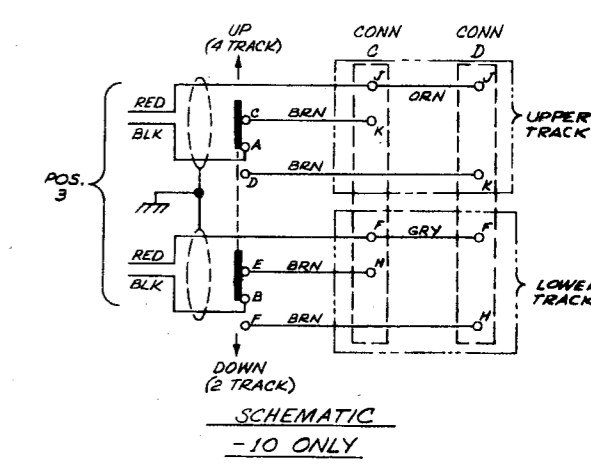 UP
(4 TRACK)
CONN
C
CONN
D
J
ORN
J
RED
BLK
C
BRN
K
A
UPPER
TRACK
D
BRN
K
POS.
3
F
GRY
F
RED
BLK
E
BRN
H
B
LOWER
TRACK
F
BRN
H
DOWN
(2 TRACK)
SCHEMATIC
-10 ONLY